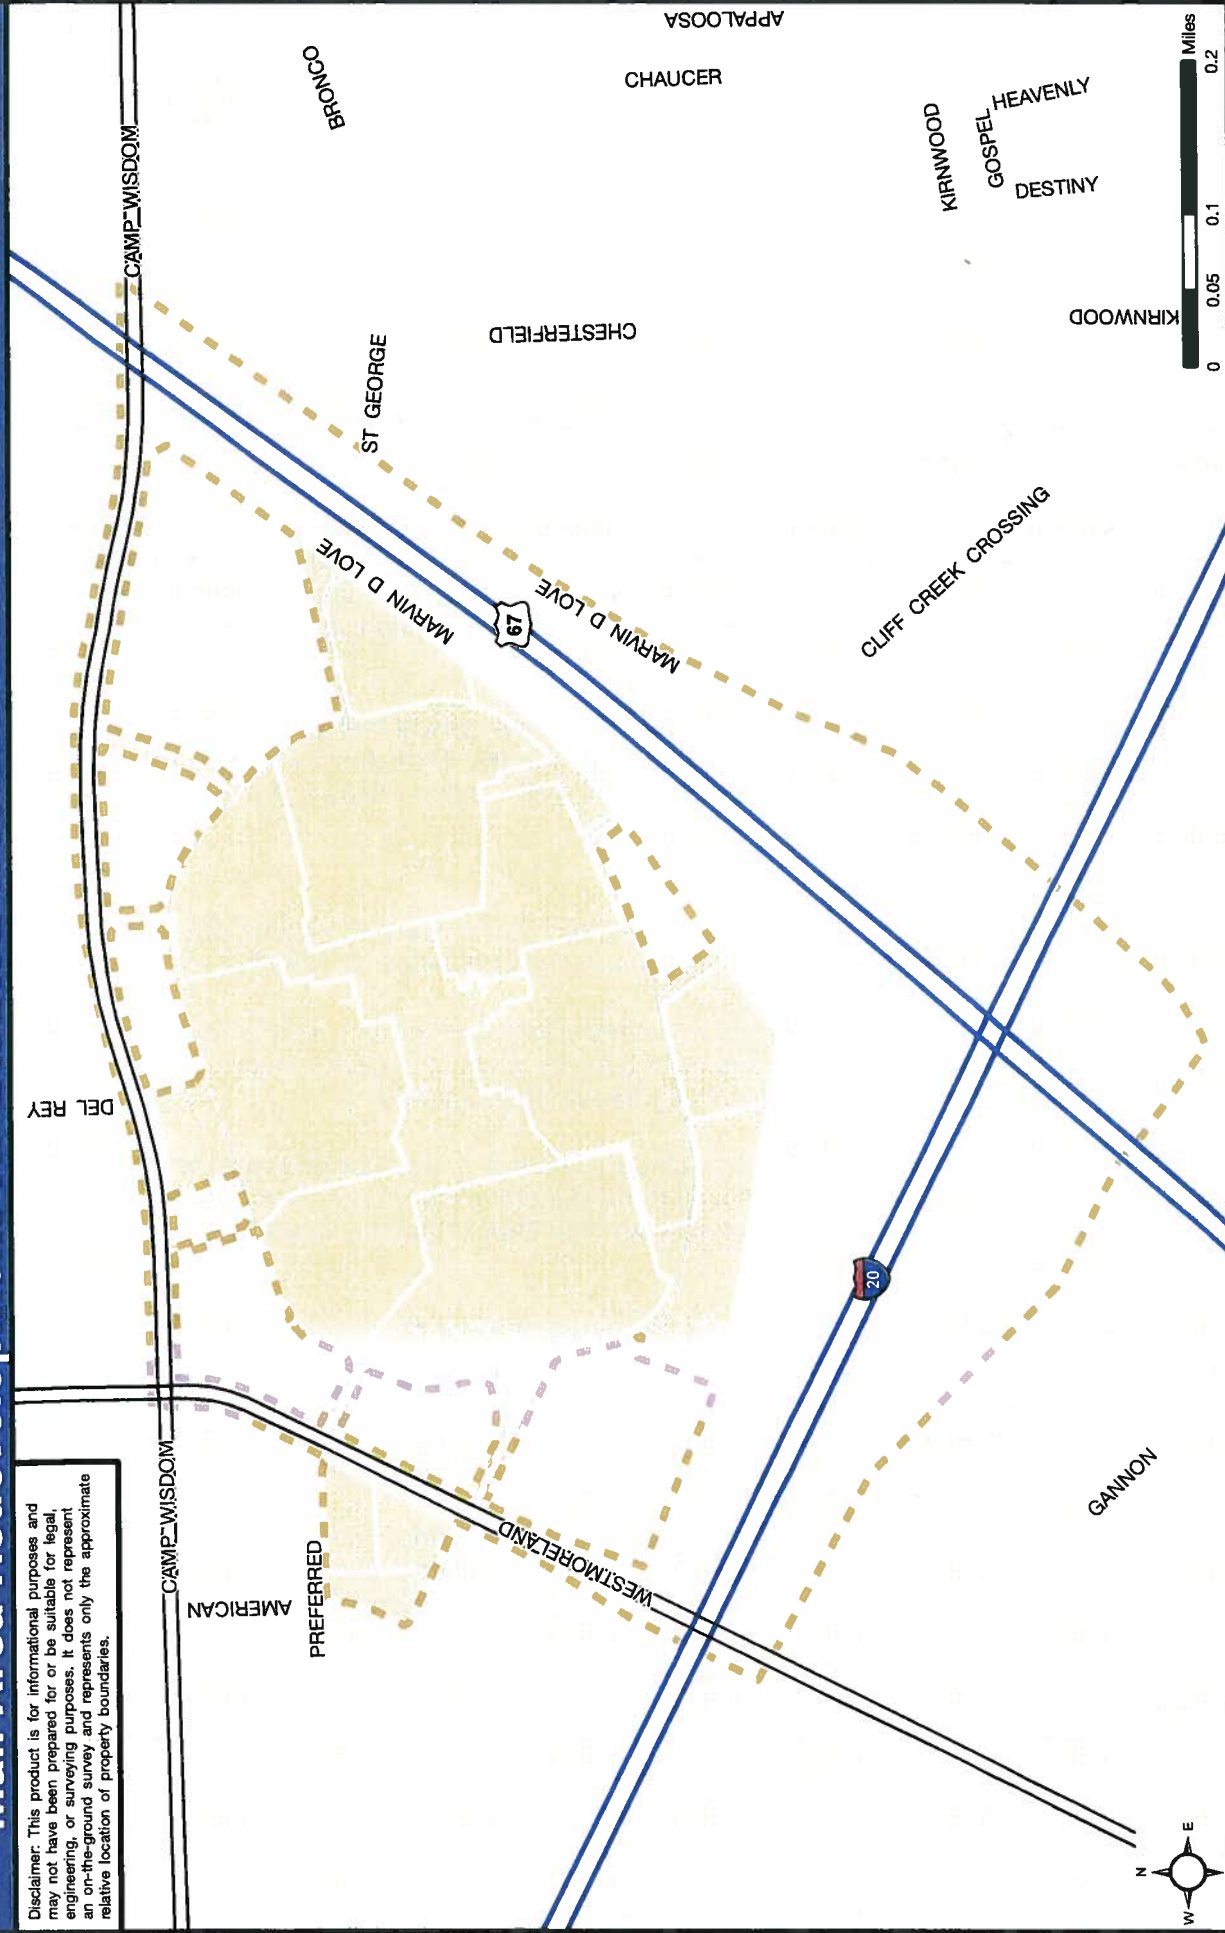 Disclaimer: This product is for informational purposes and
may not have been prepared for or be suitable for legal,
engineering, or surveying purposes. It does not represent
an on-the-ground survey and represents only the approximate
relative location of property boundaries.
DEL REY
CAMP WISDOM
CAMP WISDOM
AMERICAN
PREFERRED
WESTMORELAND
BRONCO
ST GEORGE
MARVIN D LOVE
67
MARVIN D LOVE
CHESTERFIELD
CHAUCER
APPALOOSA
CLIFF CREEK CROSSING
20
GANNON
KIRNWOOD
GOSPEL
HEAVENLY
DESTINY
KIRNWOOD
N
W
E
0 0.05 0.1 0.2
Miles